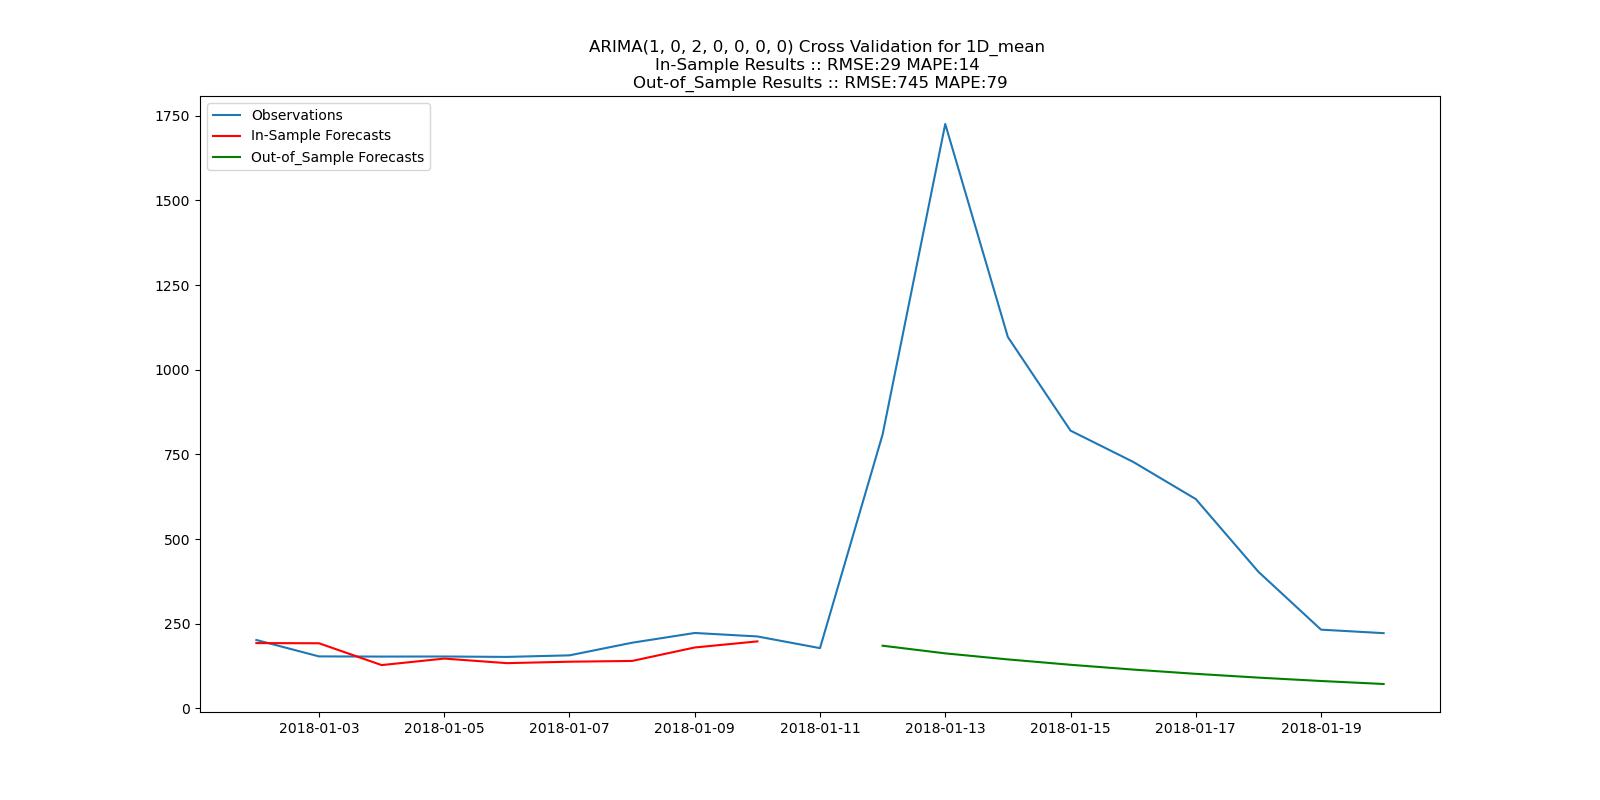 ARIMA(1, 0, 2, 0, 0, 0, 0) Cross Validation for 1D_mean
In-Sample Results :: RMSE:29 MAPE:14
Out-of_Sample Results :: RMSE:745 MAPE:79
Observations
In-Sample Forecasts
Out-of_Sample Forecasts
1750
1500
1250
1000
750
500
250
0
2018-01-03 2018-01-05 2018-01-07 2018-01-09 2018-01-11 2018-01-13 2018-01-15 2018-01-17 2018-01-19